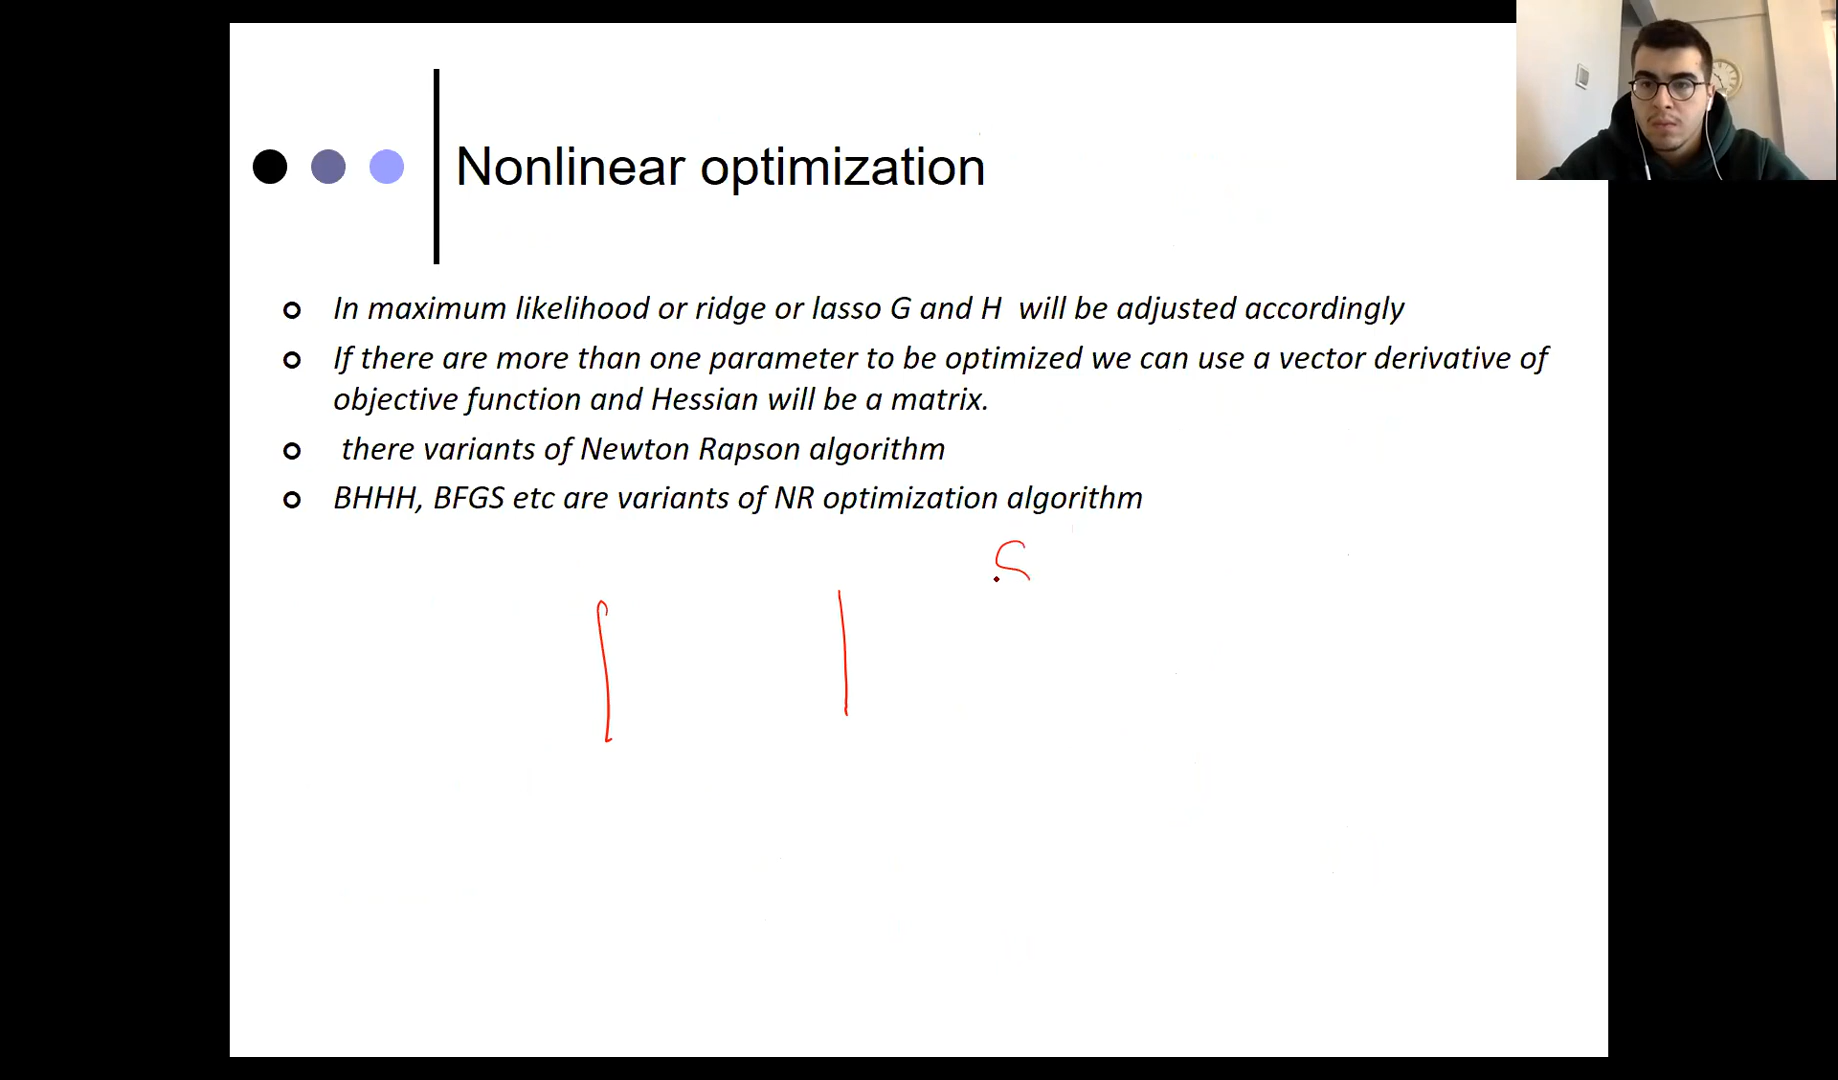 Nonlinear optimization
In maximum likelihood or ridge or lasso G and H will be adjusted accordingly
If there are more than one parameter to be optimized we can use a vector derivative of
objective function and Hessian will be a matrix.
there variants of Newton Rapson algorithm
BHHH, BFGS etc are variants of NR optimization algorithm